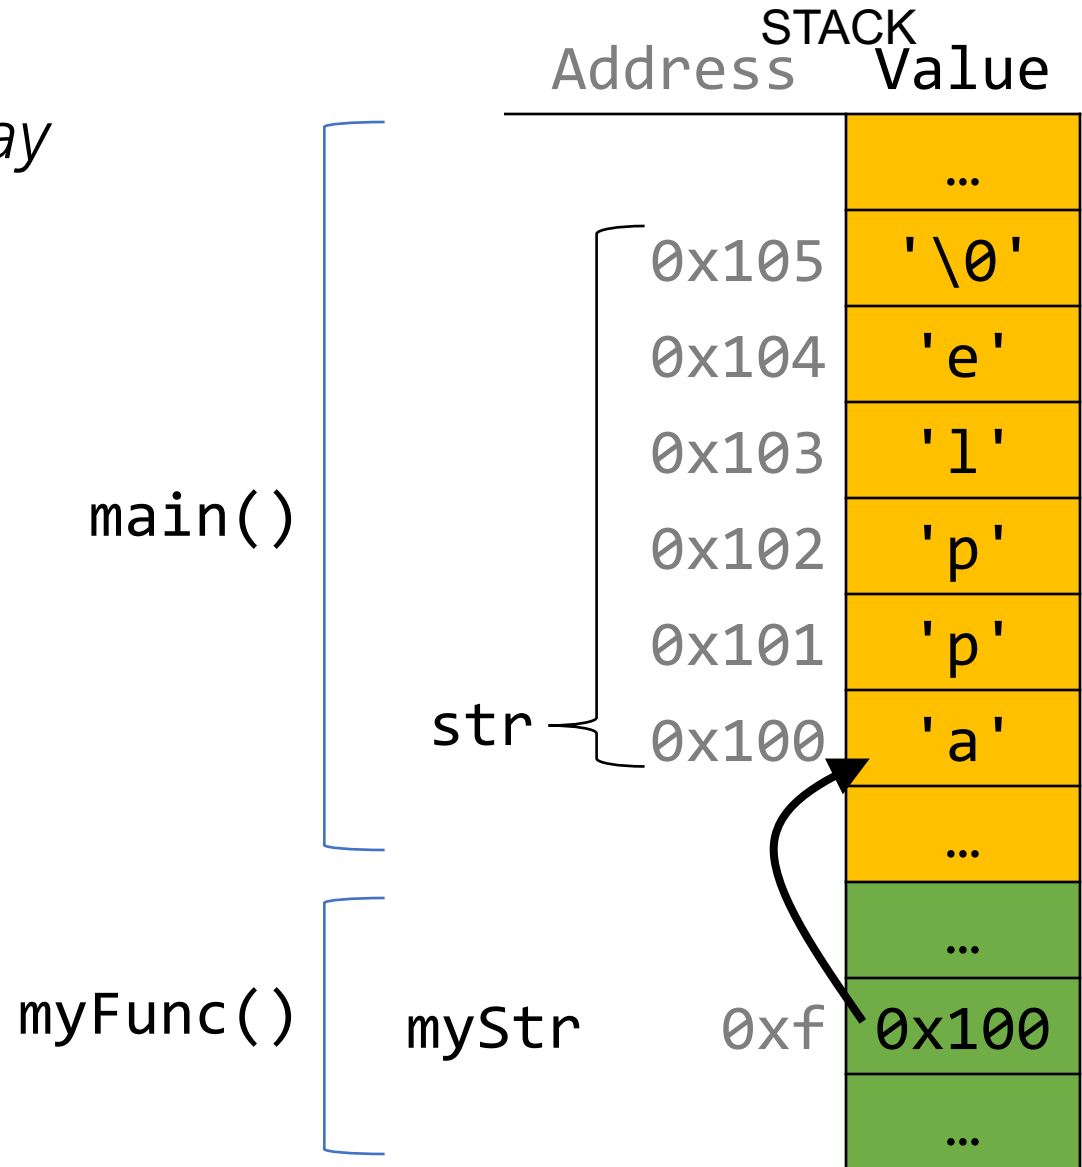 STACK
Address Value
ay
…
0x105 '\0'
0x104 'e'
0x103 'l'
main()
0x102 'p'
0x101 'p'
str 0x100 'a'
…
…
myFunc() myStr 0xf 0x100
…